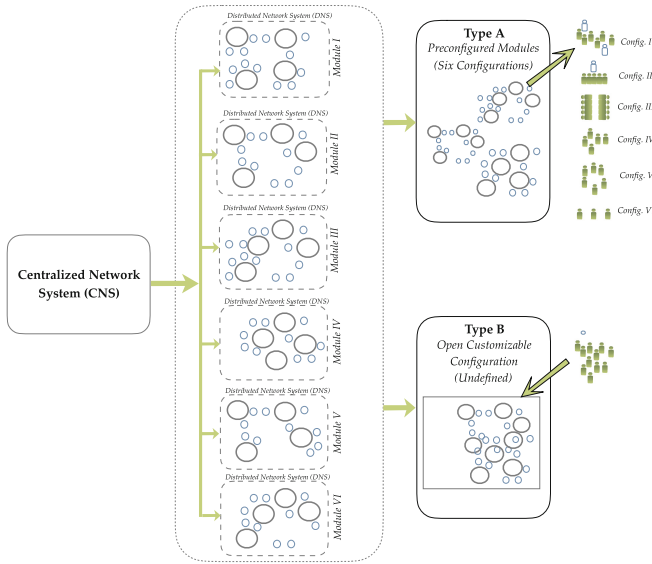 Centralized Network
System (CNS)
Distributed Network System (DNS)
Module I
Distributed Network System (DNS)
Module II
Distributed Network System (DNS)
Module III
Distributed Network System (DNS)
Module IV
Distributed Network System (DNS)
Module V
Distributed Network System (DNS)
Module VI
Type A
Preconfigured Modules
(Six Configurations)
Config. I
Config. II
Config. II
Config. IV
Config. V
Config. V
Type B
Open Customizable
Configuration
(Undefined)